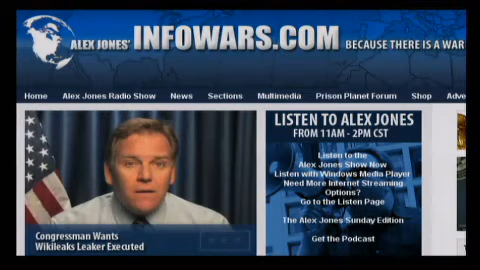 ALEX JONES' INFOWARS.COM BECAUSE THERE IS A WAR
Home Alex Jones Radio Show News Sections Multimedia Prison Planet Forum Shop Adve
LISTEN TO ALEX JONES
FROM 11AM - 2PM CST
Listen to the
Alex Jones Show Now
Listen with Windows Media Player
Need More Internet Streaming
Options?
Go to the Listen Page
The Alex Jones Sunday Edition
Get the Podcast
Congressman Wants
Wikileaks Leaker Executed